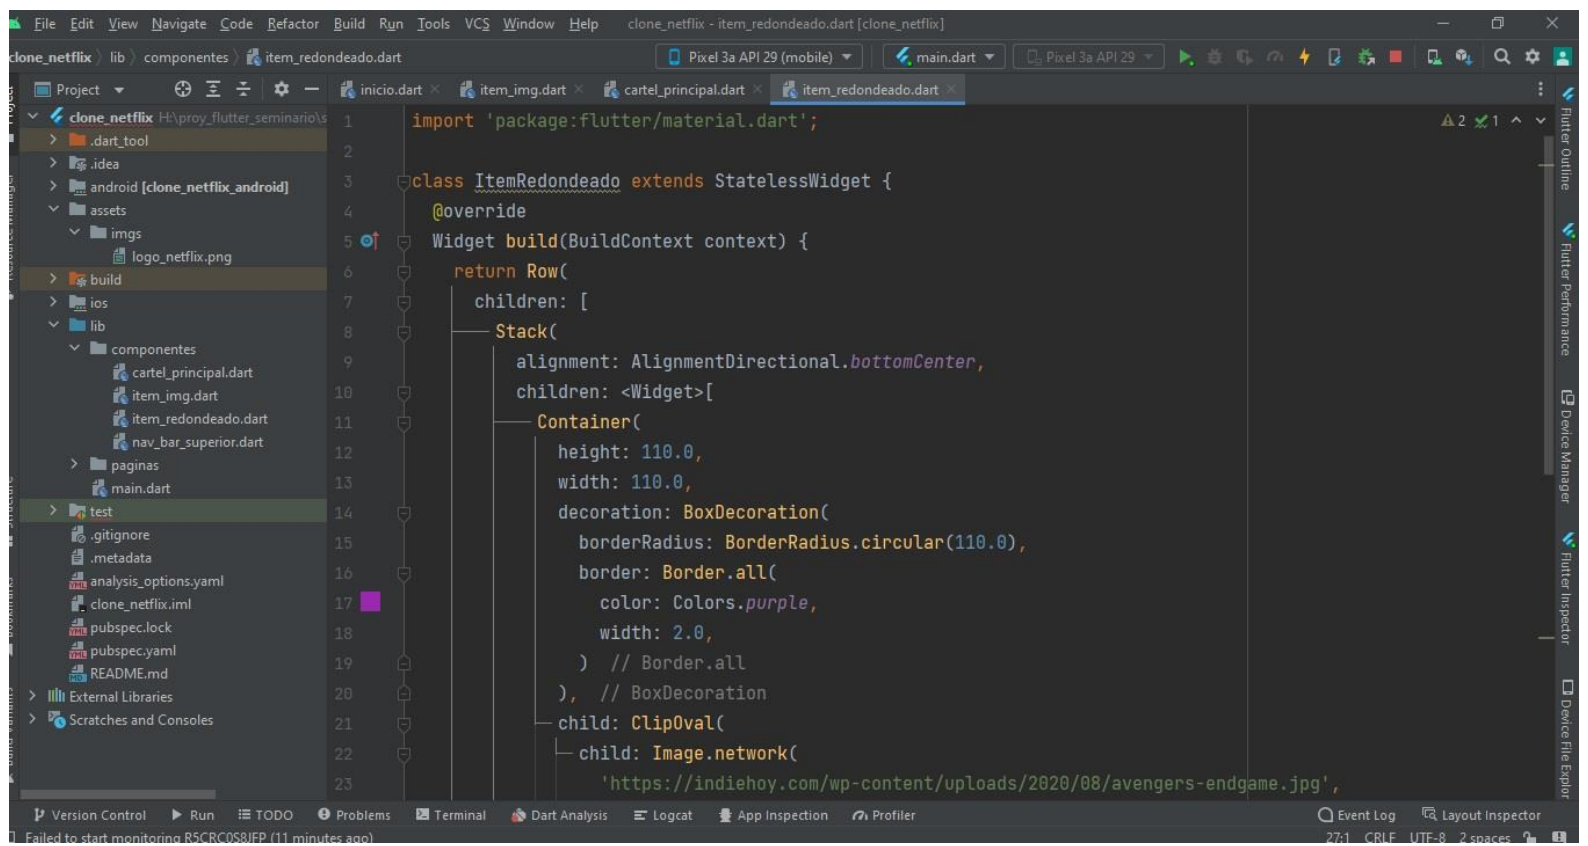 File Edit View Navigate Code Refactor Build Run Tools VCS Window Help clone_netflix - item_redondeado.dart [clone_netflix]
clone_netflix lib componentes item_redondeado.dart Pixel 3a API 29 (mobile) main.dart Pixel 3a API 29
Project
inicio.dart item_img.dart cartel_principal.dart item_redondeado.dart
clone_netflix H:\proy_flutter_seminario\s
.dart_tool
.idea
android [clone_netflix_android]
assets
imgs
logo_netflix.png
build
ios
lib
componentes
cartel_principal.dart
item_img.dart
item_redondeado.dart
nav_bar_superior.dart
paginas
main.dart
test
.gitignore
.metadata
analysis_options.yaml
clone_netflix.iml
pubspec.lock
pubspec.yaml
README.md
External Libraries
Scratches and Consoles
1 import 'package:flutter/material.dart';
2
3 class ItemRedondeado extends StatelessWidget {
4 @override
5 Widget build(BuildContext context) {
6 return Row(
7 children: [
8 Stack(
9 alignment: AlignmentDirectional.bottomCenter,
10 children: <Widget>[
11 Container(
12 height: 110.0,
13 width: 110.0,
14 decoration: BoxDecoration(
15 borderRadius: BorderRadius.circular(110.0),
16 border: Border.all(
17 color: Colors.purple,
18 width: 2.0,
19 ) // Border.all
20 ), // BoxDecoration
21 child: ClipOval(
22 child: Image.network(
23 'https://indiehoy.com/wp-content/uploads/2020/08/avengers-endgame.jpg',
2 1
Flutter Outline
Flutter Performance
Device Manager
Flutter Inspector
Device File Explor
Version Control Run TODO Problems Terminal Dart Analysis Logcat App Inspection Profiler Event Log Layout Inspector
Failed to start monitoring R5CRC0S8JFP (11 minutes ago) 27:1 CRLF UTF-8 2 spaces